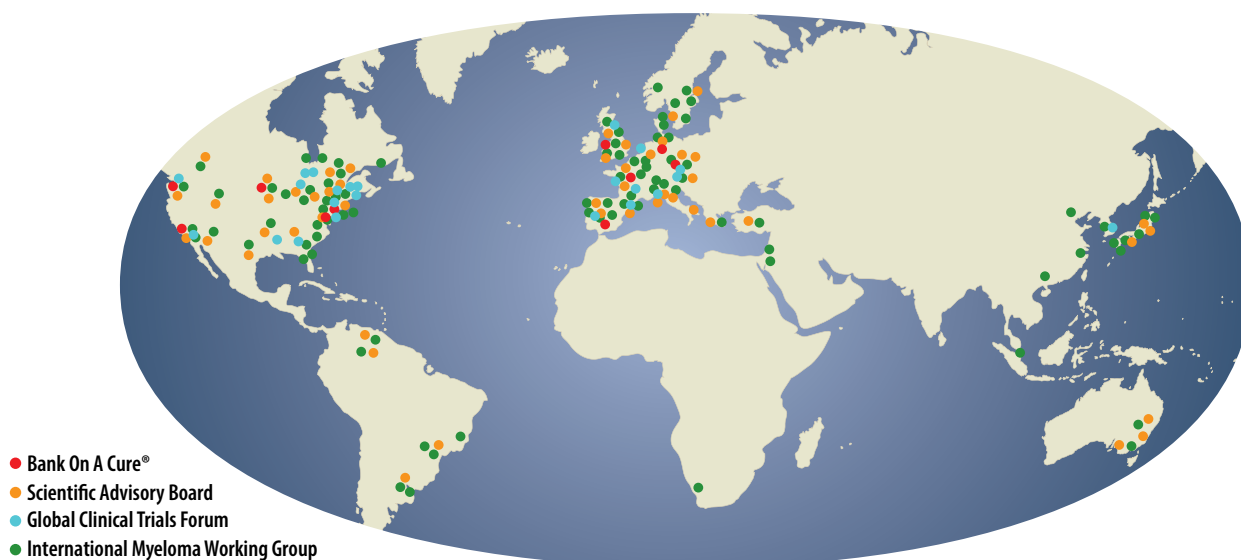 Bank On A Cure®
Scientific Advisory Board
Global Clinical Trials Forum
International Myeloma Working Group